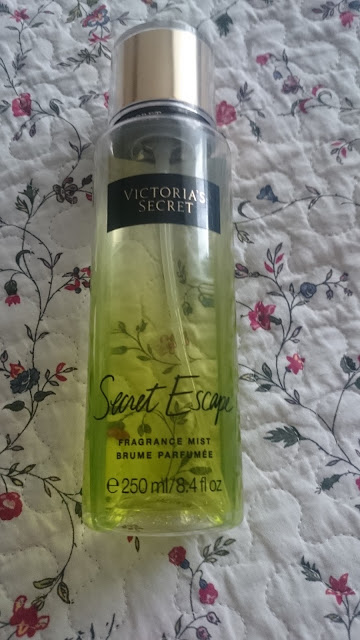 VICTORIA'S
SECRET
Secret Escape
FRAGRANCE MIST
BRUME PARFUMÉE
℮ 250 ml/8.4 fl oz